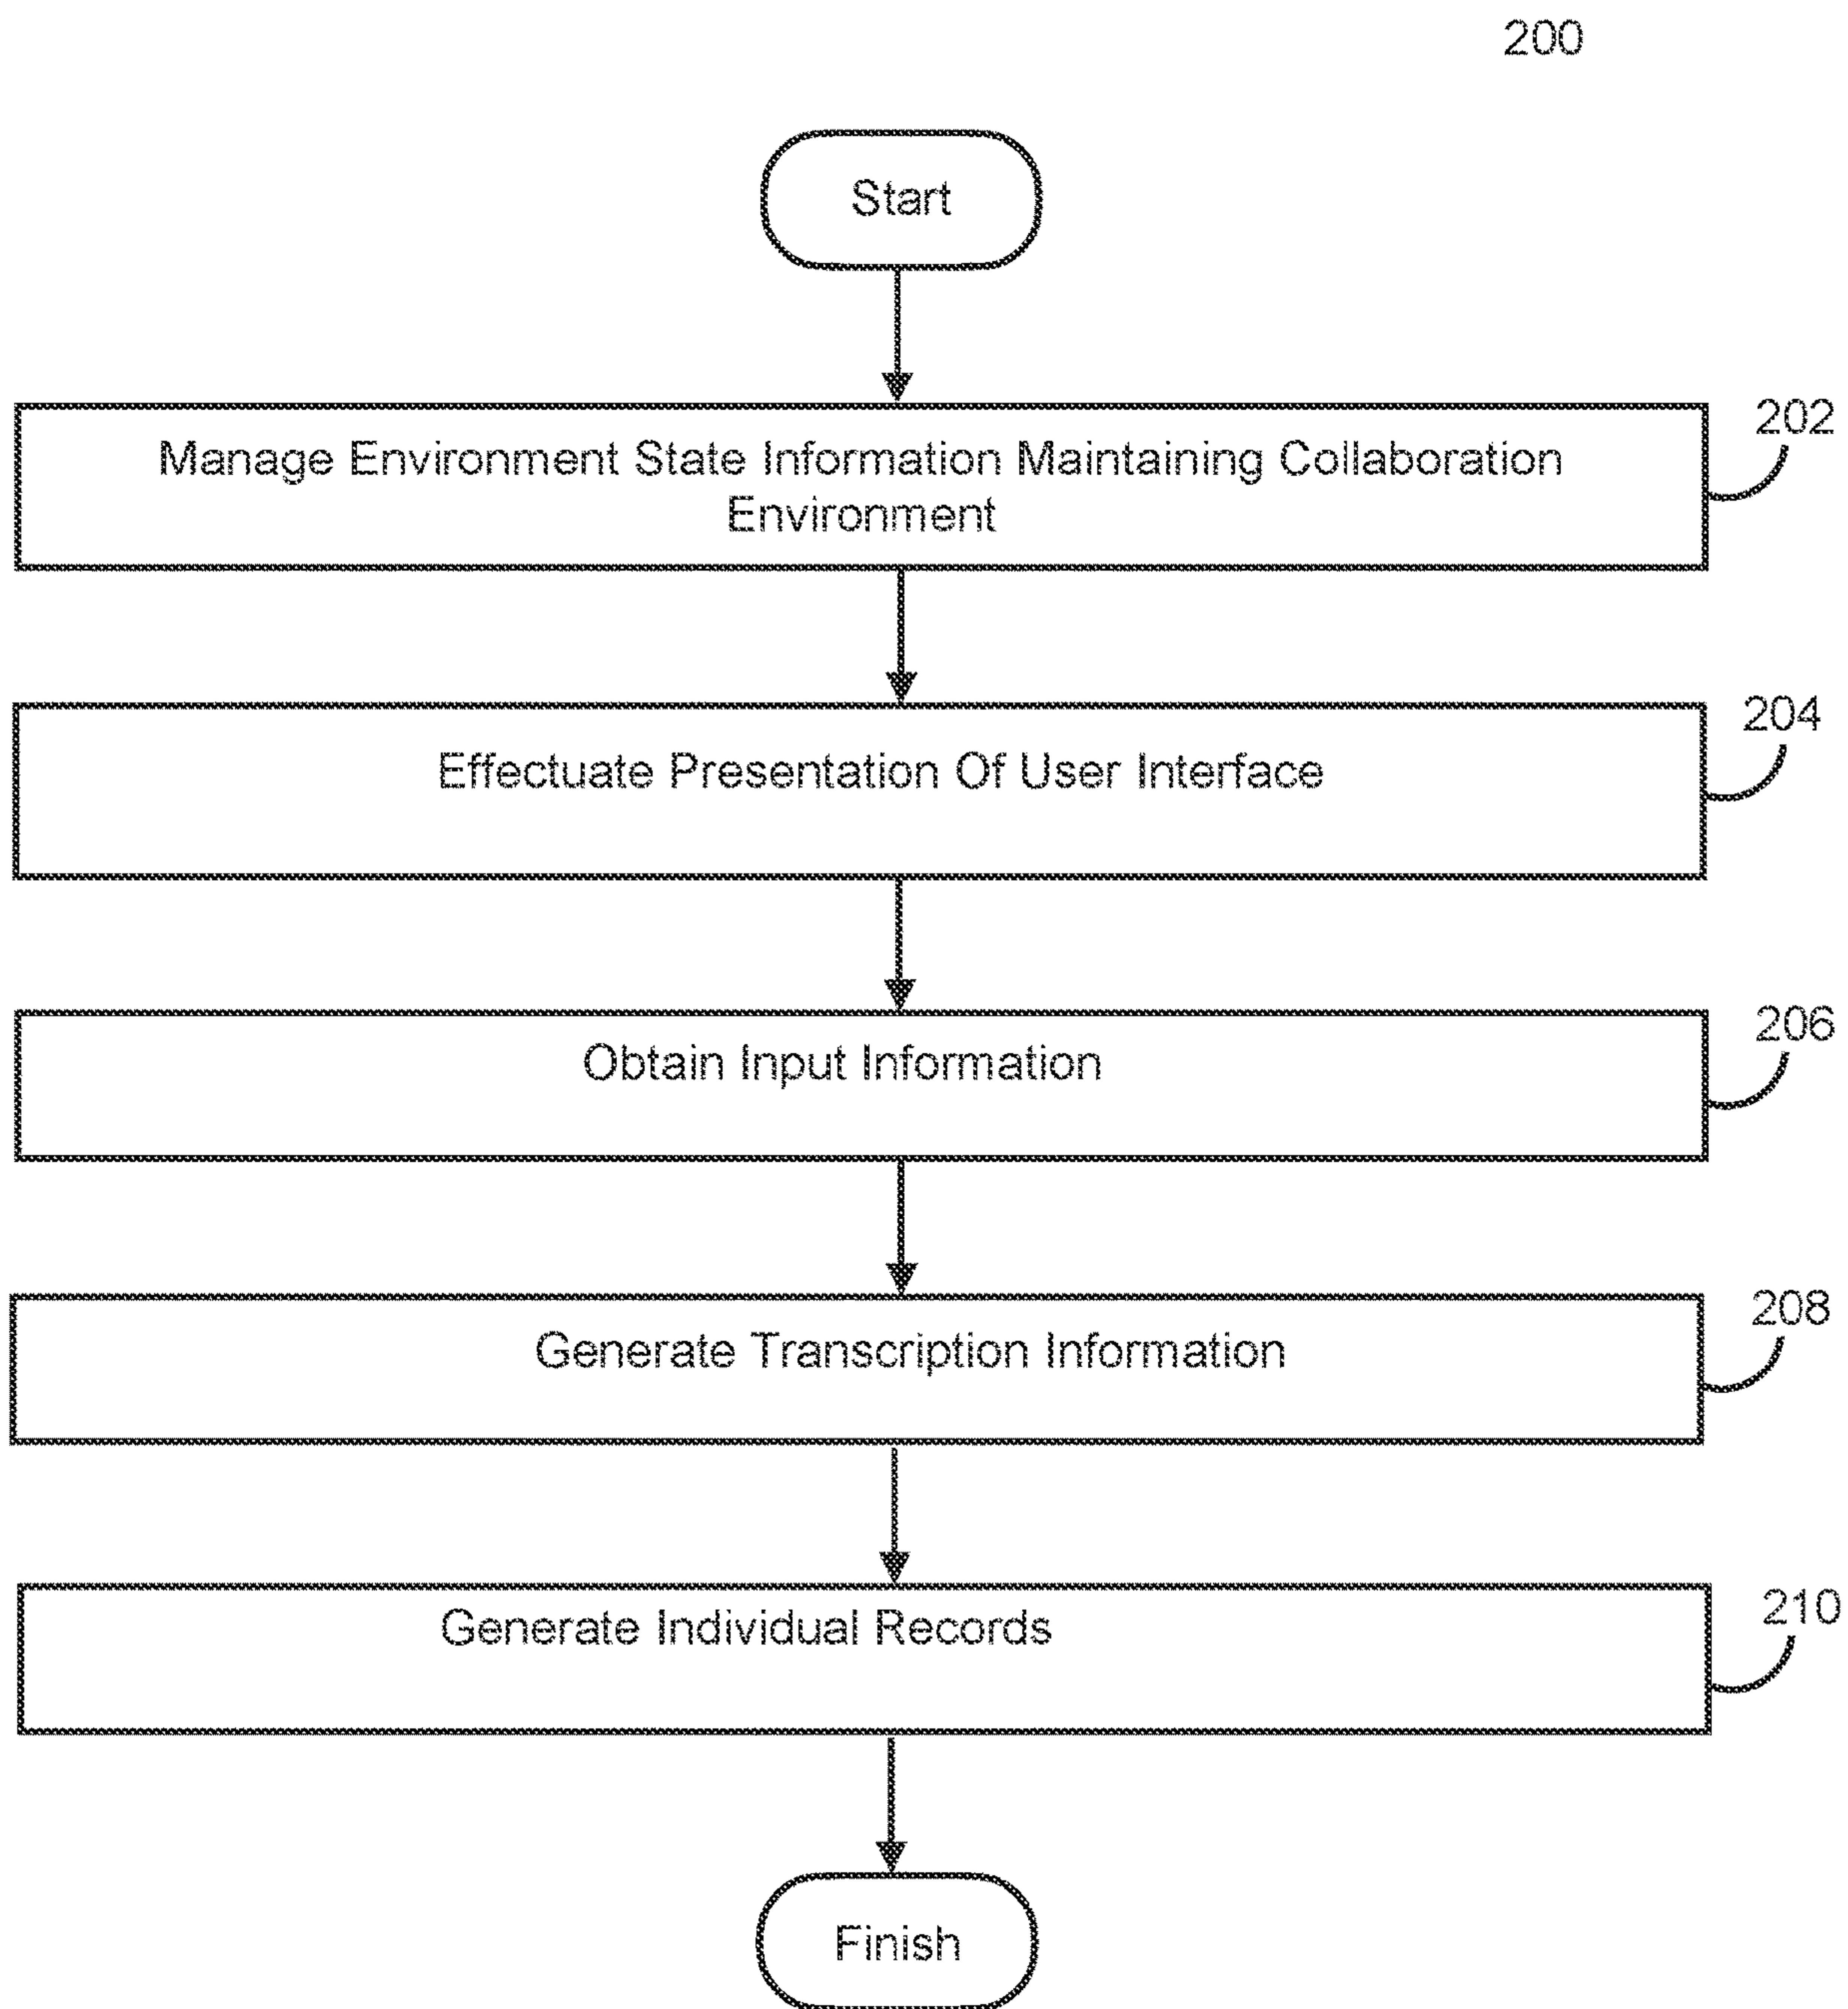 200
Start
Manage Environment State Information Maintaining Collaboration
Environment
202
Effectuate Presentation Of User Interface
204
Obtain Input Information
206
Generate Transcription Information
208
Generate Individual Records
210
Finish